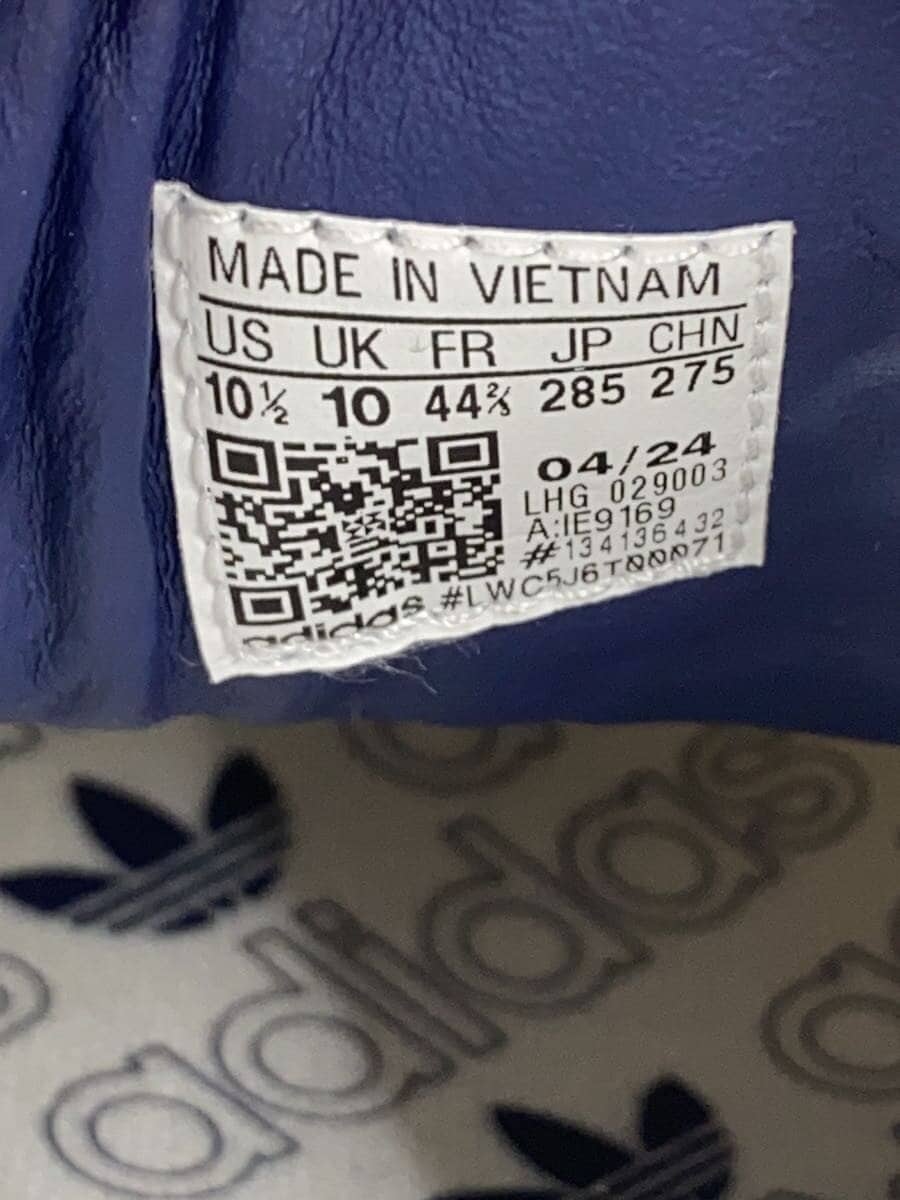 MADE IN VIETNAM
US UK FR JP CHN
10½ 10 44⅔ 285 275
04/24
LHG 029003
A:IE9169
#134136432
#LWC5J6T00071
adidas
adidas